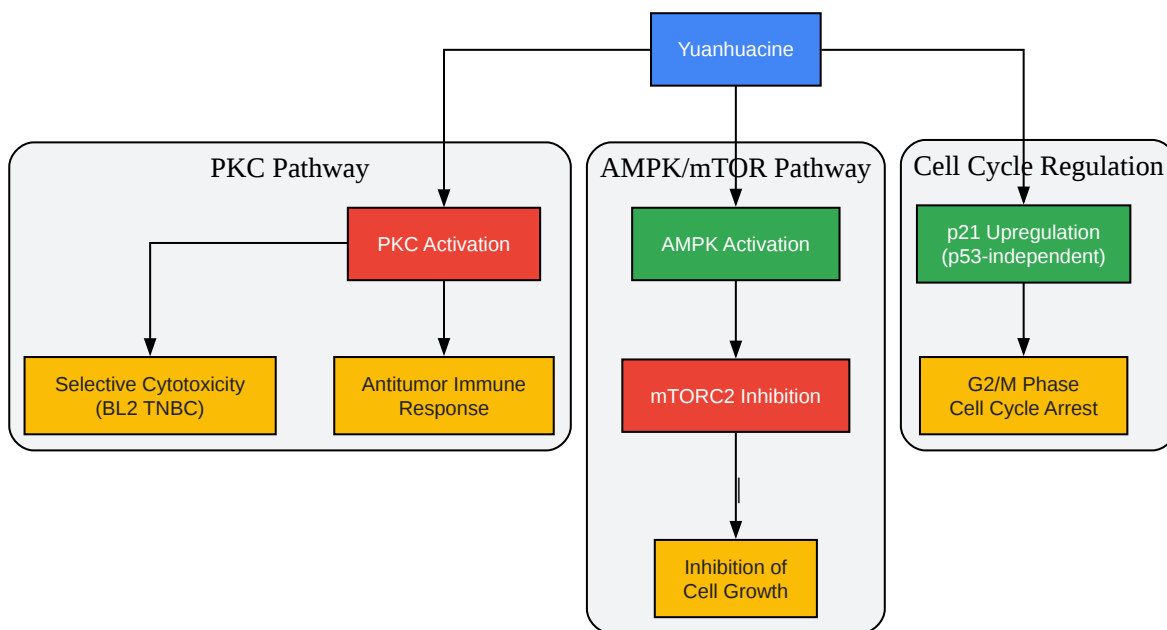 Yuanhuacine
PKC Pathway
PKC Activation
Selective Cytotoxicity
(BL2 TNBC)
Antitumor Immune
Response
AMPK/mTOR Pathway
AMPK Activation
mTORC2 Inhibition
|
Inhibition of
Cell Growth
Cell Cycle Regulation
p21 Upregulation
(p53-independent)
G2/M Phase
Cell Cycle Arrest